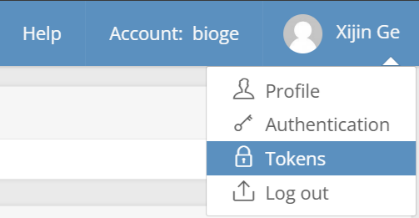 Help Account: bioge Xijin Ge
Profile
Authentication
Tokens
Log out